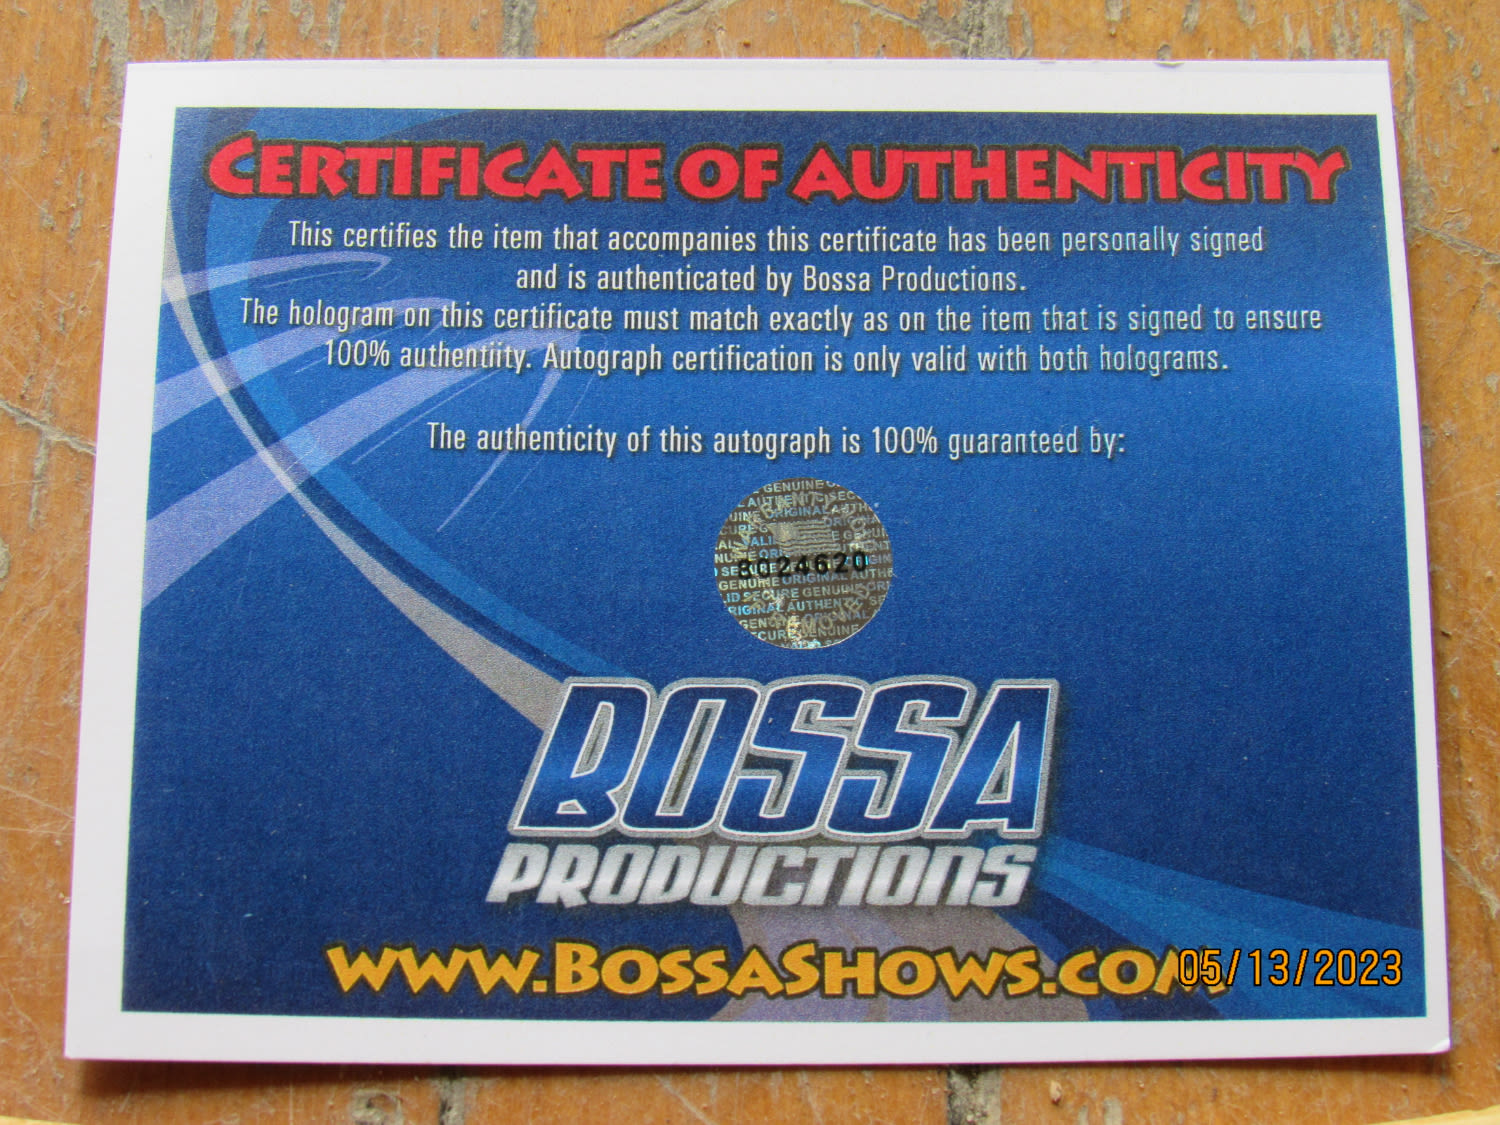 CERTIFICATE OF AUTHENTICITY
This certifies the item that accompanies this certificate has been personally signed
and is authenticated by Bossa Productions.
The hologram on this certificate must match exactly as on the item that is signed to ensure
100% authentiity. Autograph certification is only valid with both holograms.
The authenticity of this autograph is 100% guaranteed by:
BOSSA
PRODUCTIONS
WWW.BOSSASHOWS.COM
05/13/2023